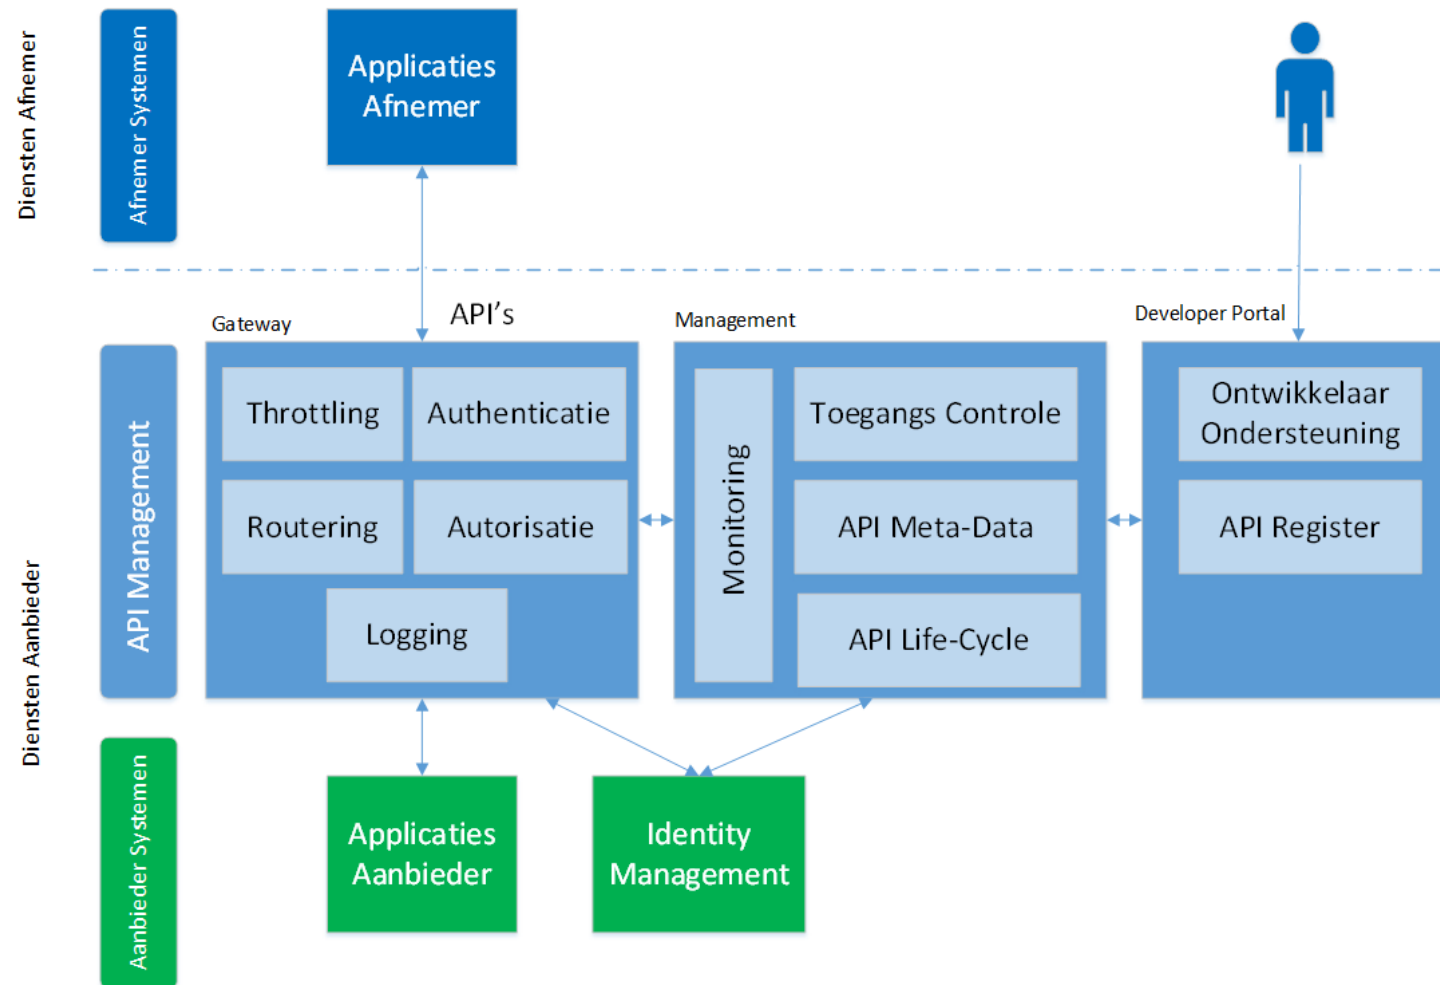 Diensten Afnemer
Afnemer Systemen
Applicaties
Afnemer
API's
Gateway
Management
Developer Portal
Diensten Aanbieder
API Management
Throttling
Authenticatie
Routering
Autorisatie
Logging
Monitoring
Toegangs Controle
API Meta-Data
API Life-Cycle
Ontwikkelaar
Ondersteuning
API Register
Aanbieder Systemen
Applicaties
Aanbieder
Identity
Management